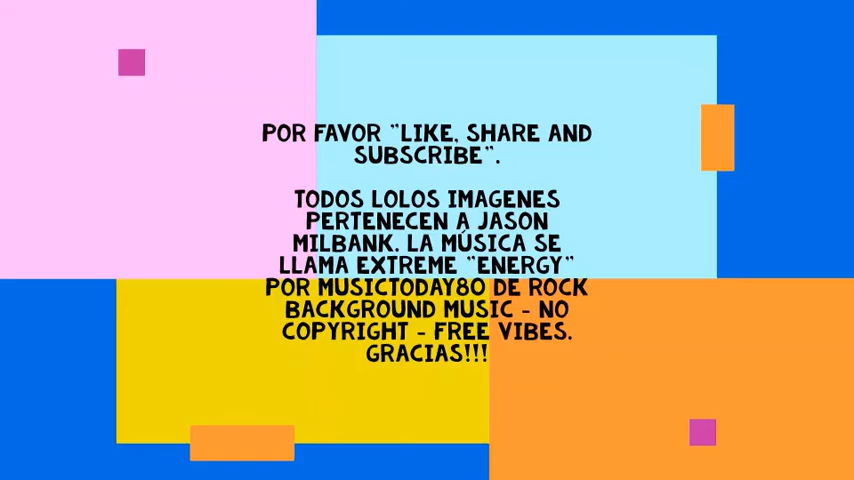 POR FAVOR "LIKE, SHARE AND
SUBSCRIBE".
TODOS LOLOS IMAGENES
PERTENECEN A JASON
MILBANK. LA MÚSICA SE
LLAMA EXTREME "ENERGY"
POR MUSICTODAY80 DE ROCK
BACKGROUND MUSIC - NO
COPYRIGHT - FREE VIBES.
GRACIAS!!!